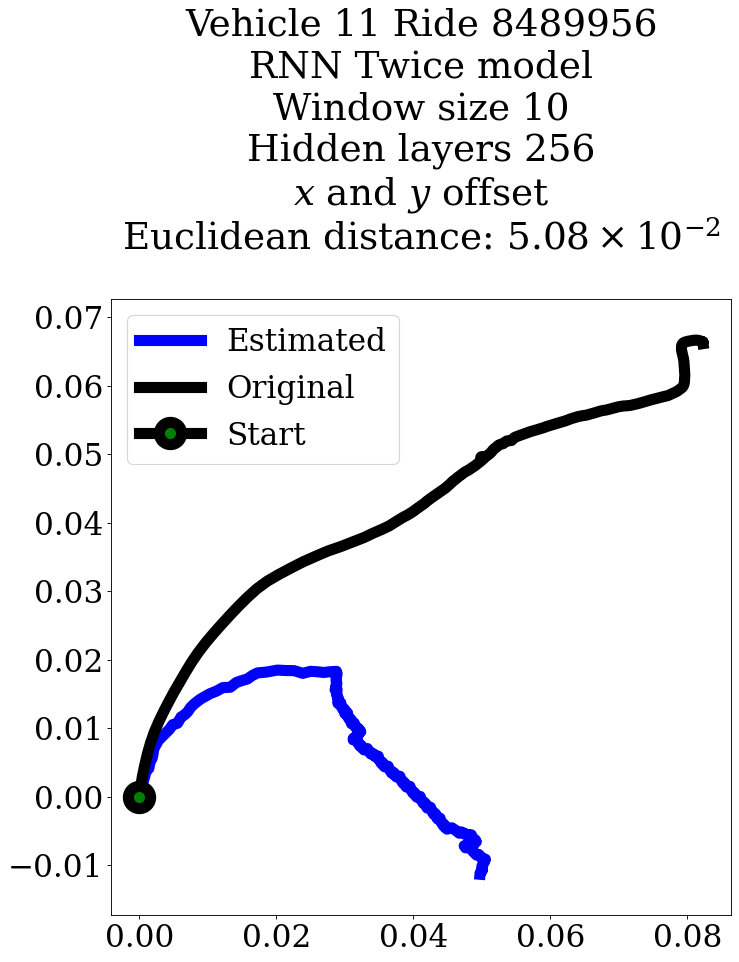 Vehicle 11 Ride 8489956
RNN Twice model
Window size 10
Hidden layers 256
x and y offset
Euclidean distance: 5.08 × 10⁻²
Estimated
Original
Start
0.07
0.06
0.05
0.04
0.03
0.02
0.01
0.00
−0.01
0.00 0.02 0.04 0.06 0.08